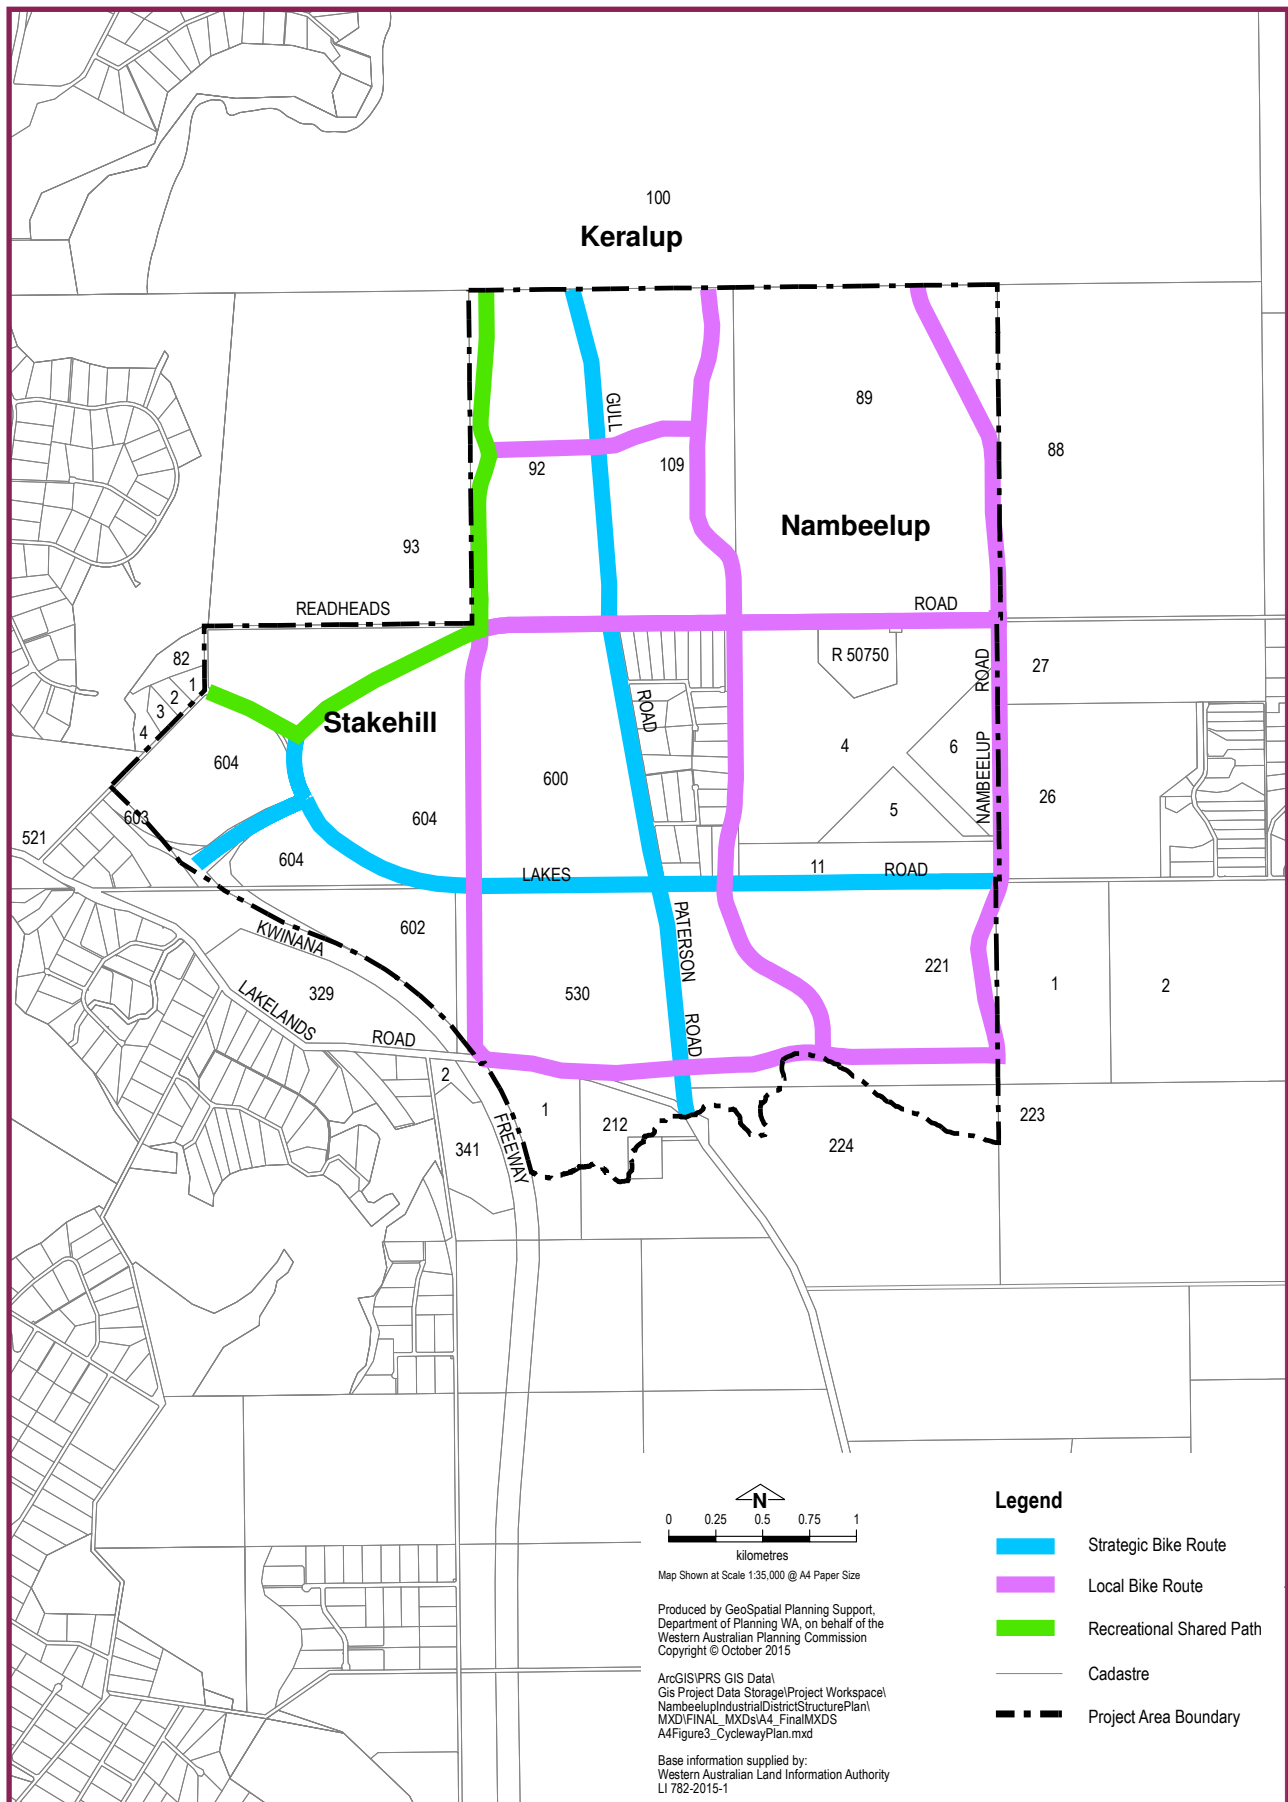 100
Keralup
89
GULL
88
92
109
Nambeelup
93
READHEADS
ROAD
82
R 50750
27
1
2
3
4
ROAD
Stakehill
ROAD
604
600
4
6
NAMBEELUP
26
603
604
5
521
604
LAKES
11
ROAD
602
KWINANA
PATERSON
221
1
2
329
530
LAKELANDS
ROAD
ROAD
2
1
212
FREEWAY
223
341
224
N
0 0.25 0.5 0.75 1
kilometres
Map Shown at Scale 1:35,000 @ A4 Paper Size
Produced by GeoSpatial Planning Support,
Department of Planning WA, on behalf of the
Western Australian Planning Commission
Copyright © October 2015
ArcGIS\PRS GIS Data\
Gis Project Data Storage\Project Workspace\
NambeelupIndustrialDistrictStructurePlan\
MXD\FINAL_MXDs\A4_FinalMXDS
A4Figure3_CyclewayPlan.mxd
Base information supplied by:
Western Australian Land Information Authority
LI 782-2015-1
Legend
Strategic Bike Route
Local Bike Route
Recreational Shared Path
Cadastre
Project Area Boundary